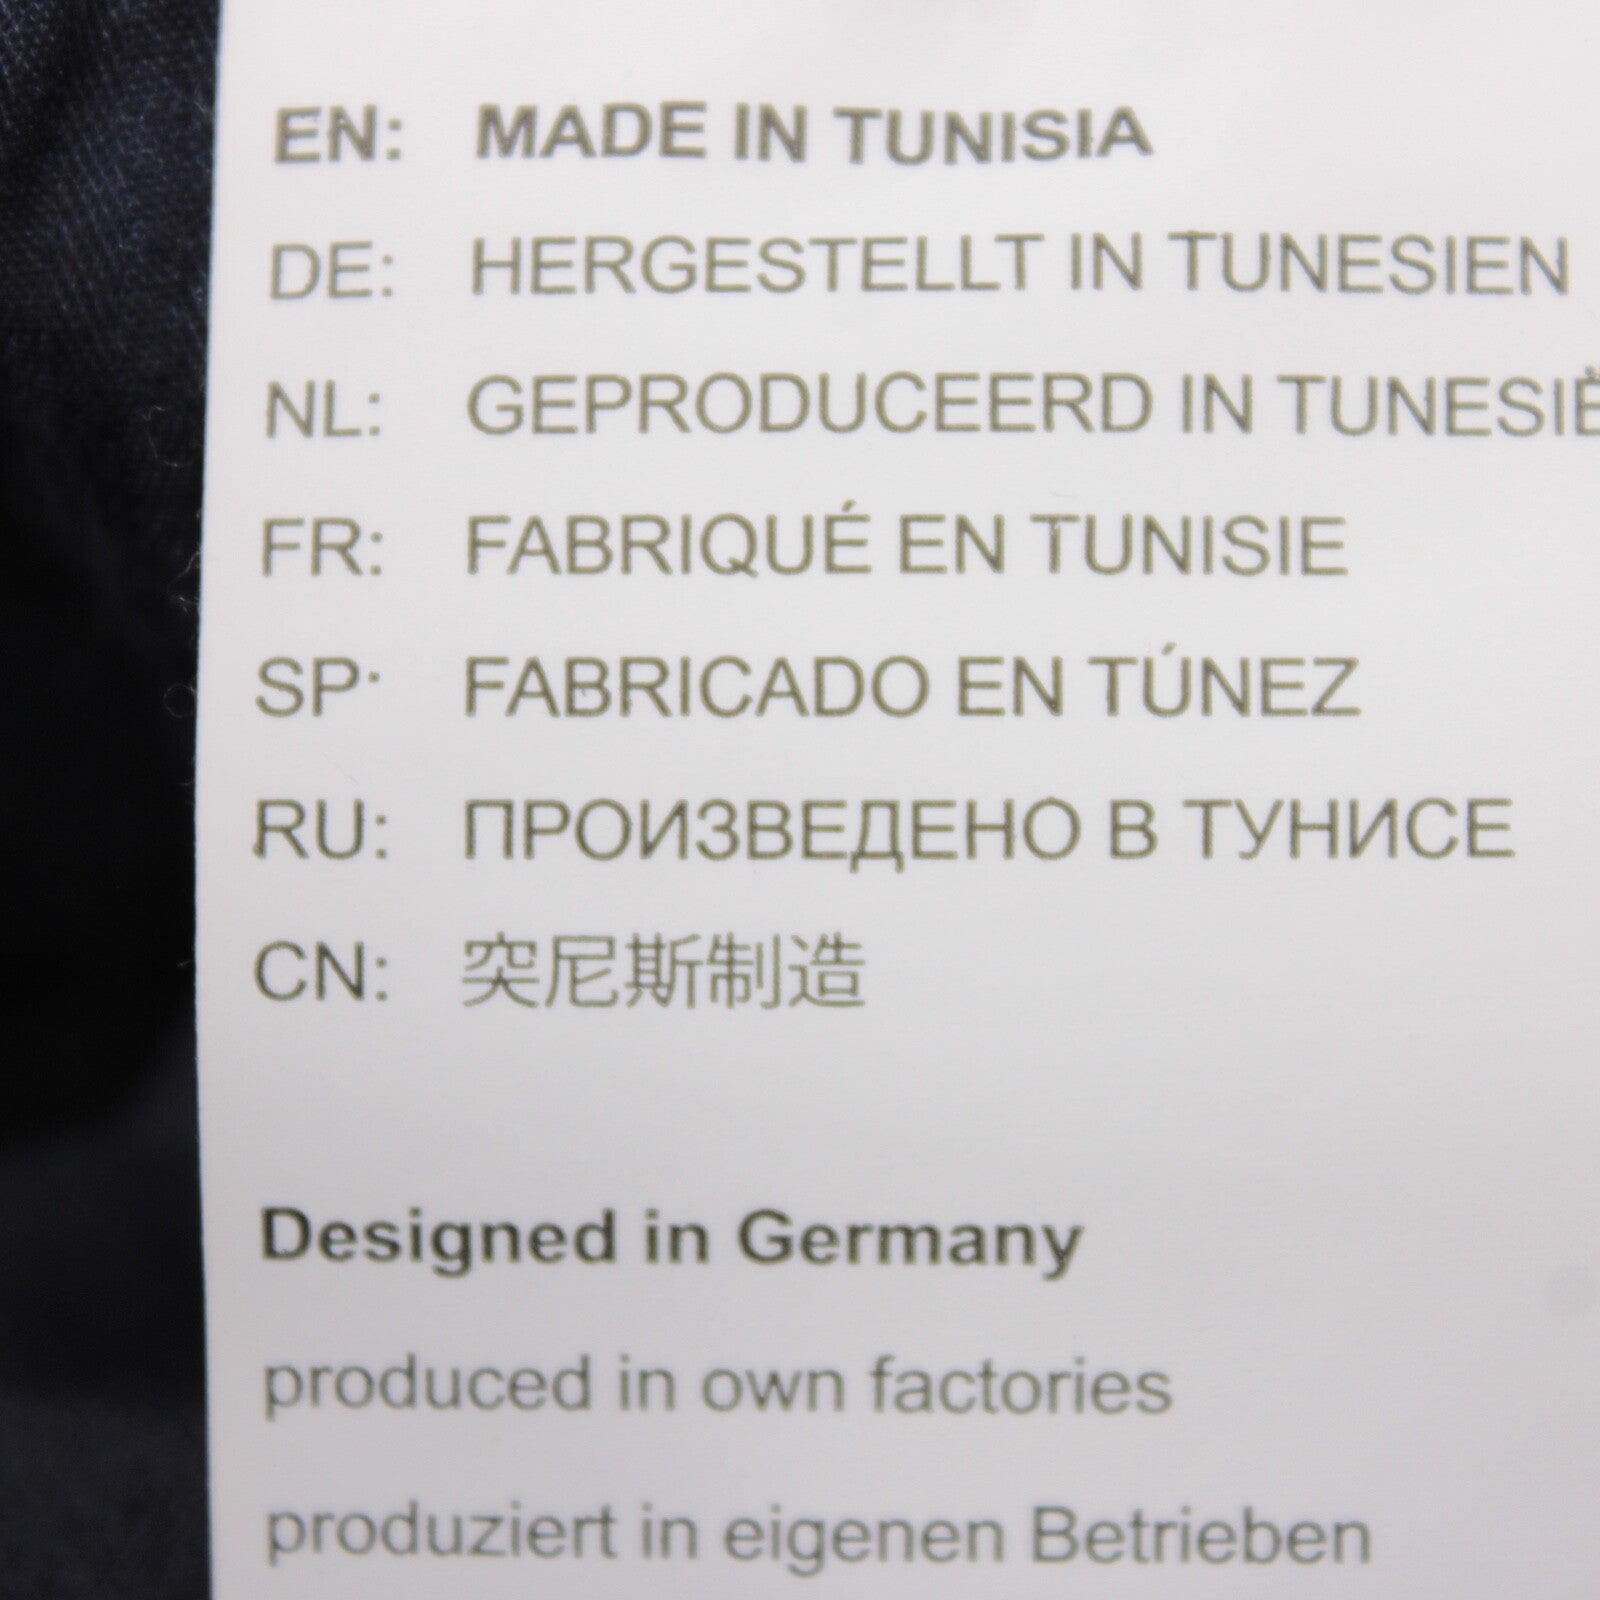 EN: MADE IN TUNISIA
DE: HERGESTELLT IN TUNESIEN
NL: GEPRODUCEERD IN TUNESIË
FR: FABRIQUÉ EN TUNISIE
SP: FABRICADO EN TÚNEZ
RU: ПРОИЗВЕДЕНО В ТУНИСЕ
CN: 突尼斯制造
Designed in Germany
produced in own factories
produziert in eigenen Betrieben